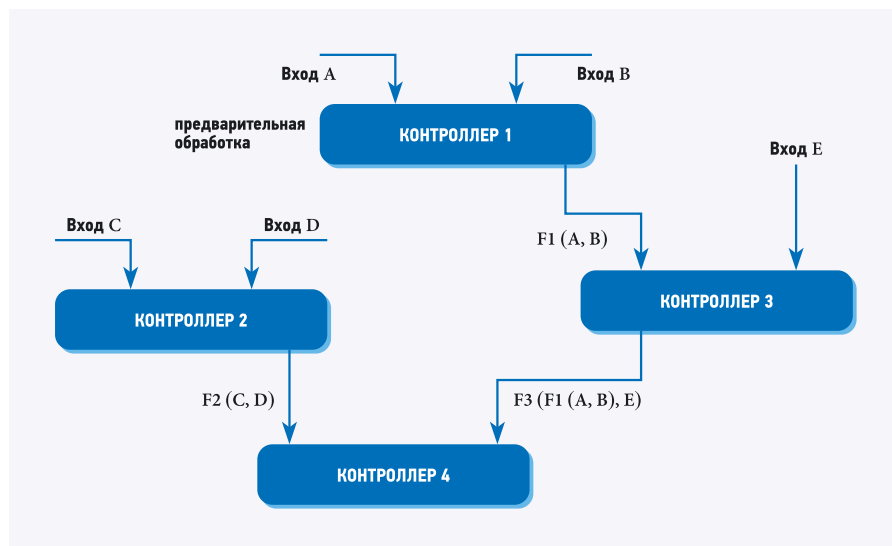 Вход A
Вход B
предварительная
обработка
КОНТРОЛЛЕР 1
Вход E
Вход C
Вход D
F1 (A, B)
КОНТРОЛЛЕР 2
КОНТРОЛЛЕР 3
F2 (C, D)
F3 (F1 (A, B), E)
КОНТРОЛЛЕР 4